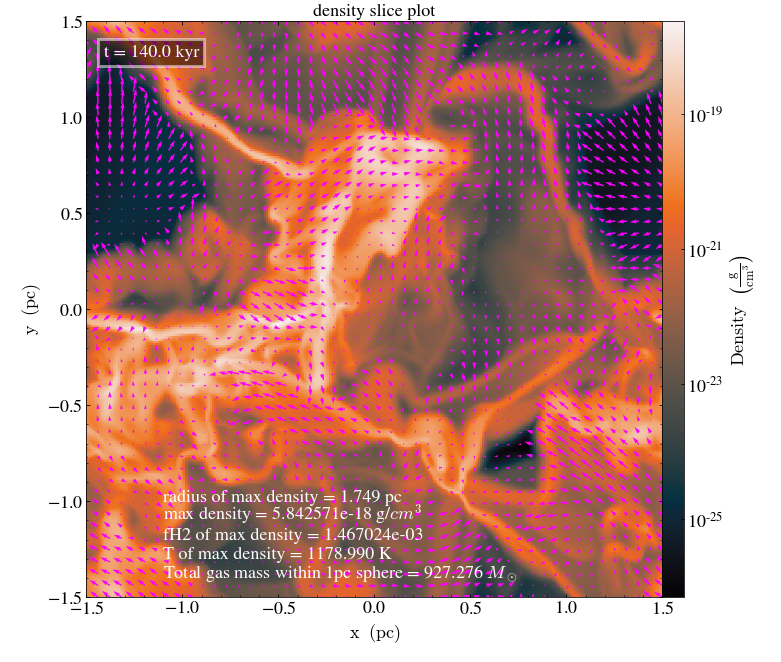 density slice plot
t = 140.0 kyr
1.5
1.0
0.5
0.0
−0.5
−1.0
−1.5
y (pc)
radius of max density = 1.749 pc
max density = 5.842571e-18 g/cm³
fH2 of max density = 1.467024e-03
T of max density = 1178.990 K
Total gas mass within 1pc sphere = 927.276 M⊙
−1.5 −1.0 −0.5 0.0 0.5 1.0 1.5
x (pc)
10⁻¹⁹
10⁻²¹
10⁻²³
10⁻²⁵
Density (g/cm³)